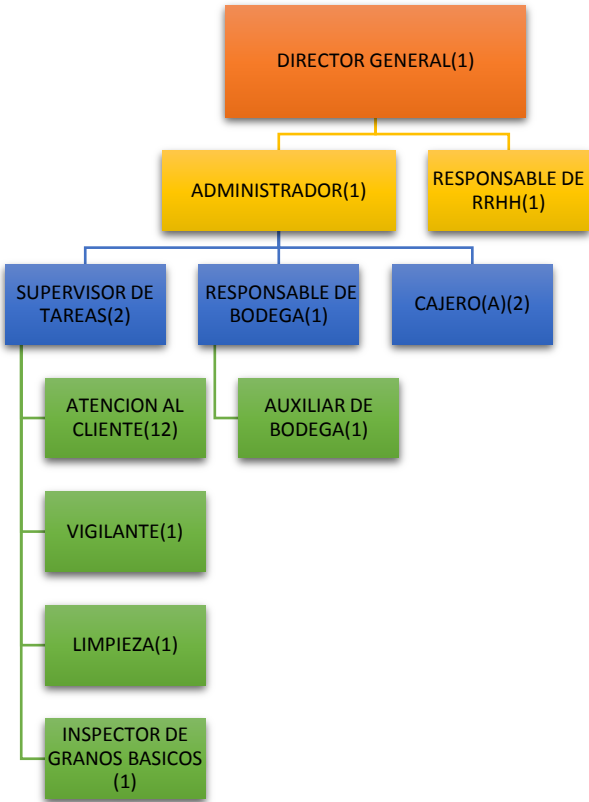 DIRECTOR GENERAL(1)
ADMINISTRADOR(1)
RESPONSABLE DE
RRHH(1)
SUPERVISOR DE
TAREAS(2)
RESPONSABLE DE
BODEGA(1)
CAJERO(A)(2)
ATENCION AL
CLIENTE(12)
AUXILIAR DE
BODEGA(1)
VIGILANTE(1)
LIMPIEZA(1)
INSPECTOR DE
GRANOS BASICOS
(1)